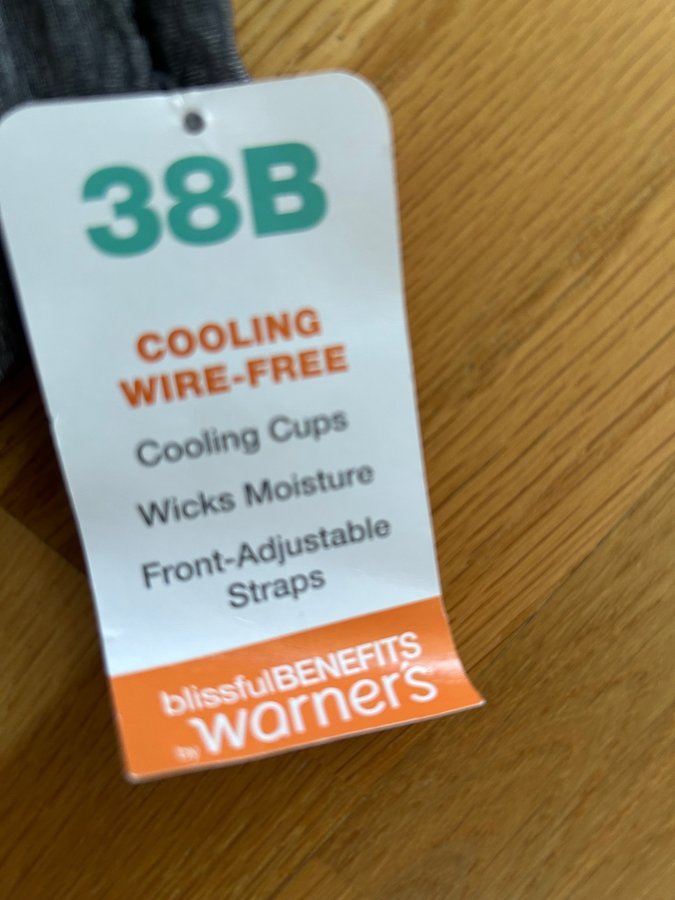 38B
COOLING
WIRE-FREE
Cooling Cups
Wicks Moisture
Front-Adjustable
Straps
blissfulBENEFITS
by warner's